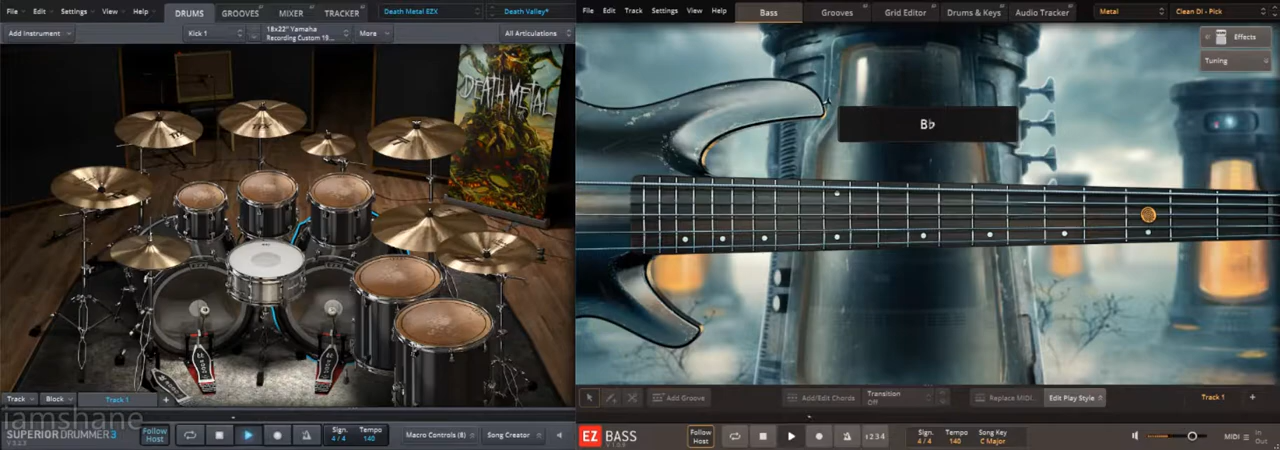 File Edit Settings View Help DRUMS GROOVES MIXER TRACKER Death Metal EZX Death Valley*
Add Instrument Kick 1 18x22" Yamaha
Recording Custom 19... More All Articulations
DEATH METAL
Track Block Track 1 +
iamshane
SUPERIOR DRUMMER 3
Follow
Host
Sign. Tempo
4 / 4 140
Macro Controls (8) Song Creator
File Edit Track Settings View Help Bass Grooves Grid Editor Drums & Keys Audio Tracker Metal Clean DI - Pick
Effects
Tuning
B♭
Add Groove Add/Edit Chords Transition
Off
Replace MIDI... Edit Play Style Track 1 +
EZ BASS
Follow
Host
1234
Sign. Tempo Song Key
4 / 4 140 C Major
MIDI In
Out